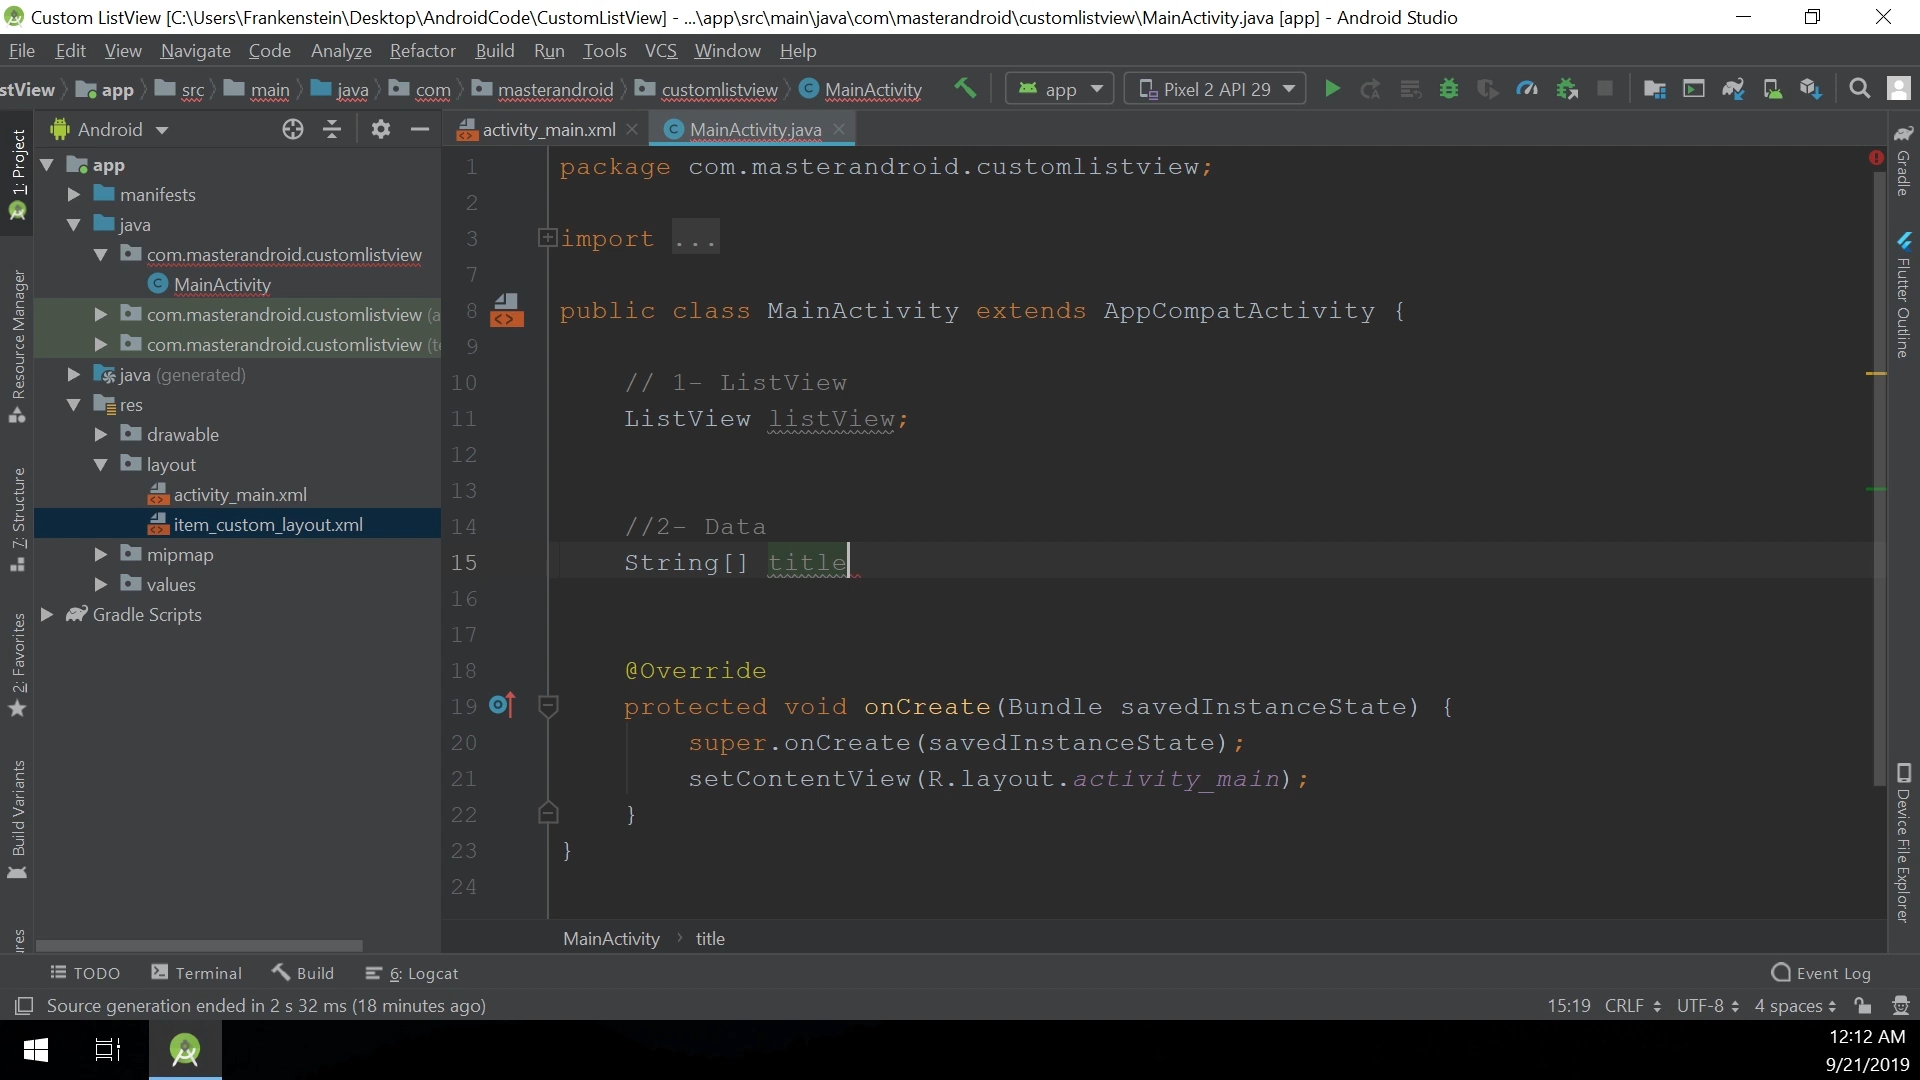 Custom ListView [C:\Users\Frankenstein\Desktop\AndroidCode\CustomListView] - ...\app\src\main\java\com\masterandroid\customlistview\MainActivity.java [app] - Android Studio
File Edit View Navigate Code Analyze Refactor Build Run Tools VCS Window Help
stView app src main java com masterandroid customlistview MainActivity app Pixel 2 API 29
Android
activity_main.xml MainActivity.java
1: Project
Resource Manager
7: Structure
2: Favorites
Build Variants
res
app
manifests
java
com.masterandroid.customlistview
MainActivity
com.masterandroid.customlistview (a
com.masterandroid.customlistview (t
java (generated)
res
drawable
layout
activity_main.xml
item_custom_layout.xml
mipmap
values
Gradle Scripts
1 package com.masterandroid.customlistview;
2
3 import ...
7
8 public class MainActivity extends AppCompatActivity {
9
10 // 1- ListView
11 ListView listView;
12
13
14 //2- Data
15 String[] title
16
17
18 @Override
19 protected void onCreate(Bundle savedInstanceState) {
20 super.onCreate(savedInstanceState);
21 setContentView(R.layout.activity_main);
22 }
23 }
24
MainActivity title
Gradle
Flutter Outline
Device File Explorer
TODO Terminal Build 6: Logcat Event Log
Source generation ended in 2 s 32 ms (18 minutes ago) 15:19 CRLF UTF-8 4 spaces
12:12 AM
9/21/2019